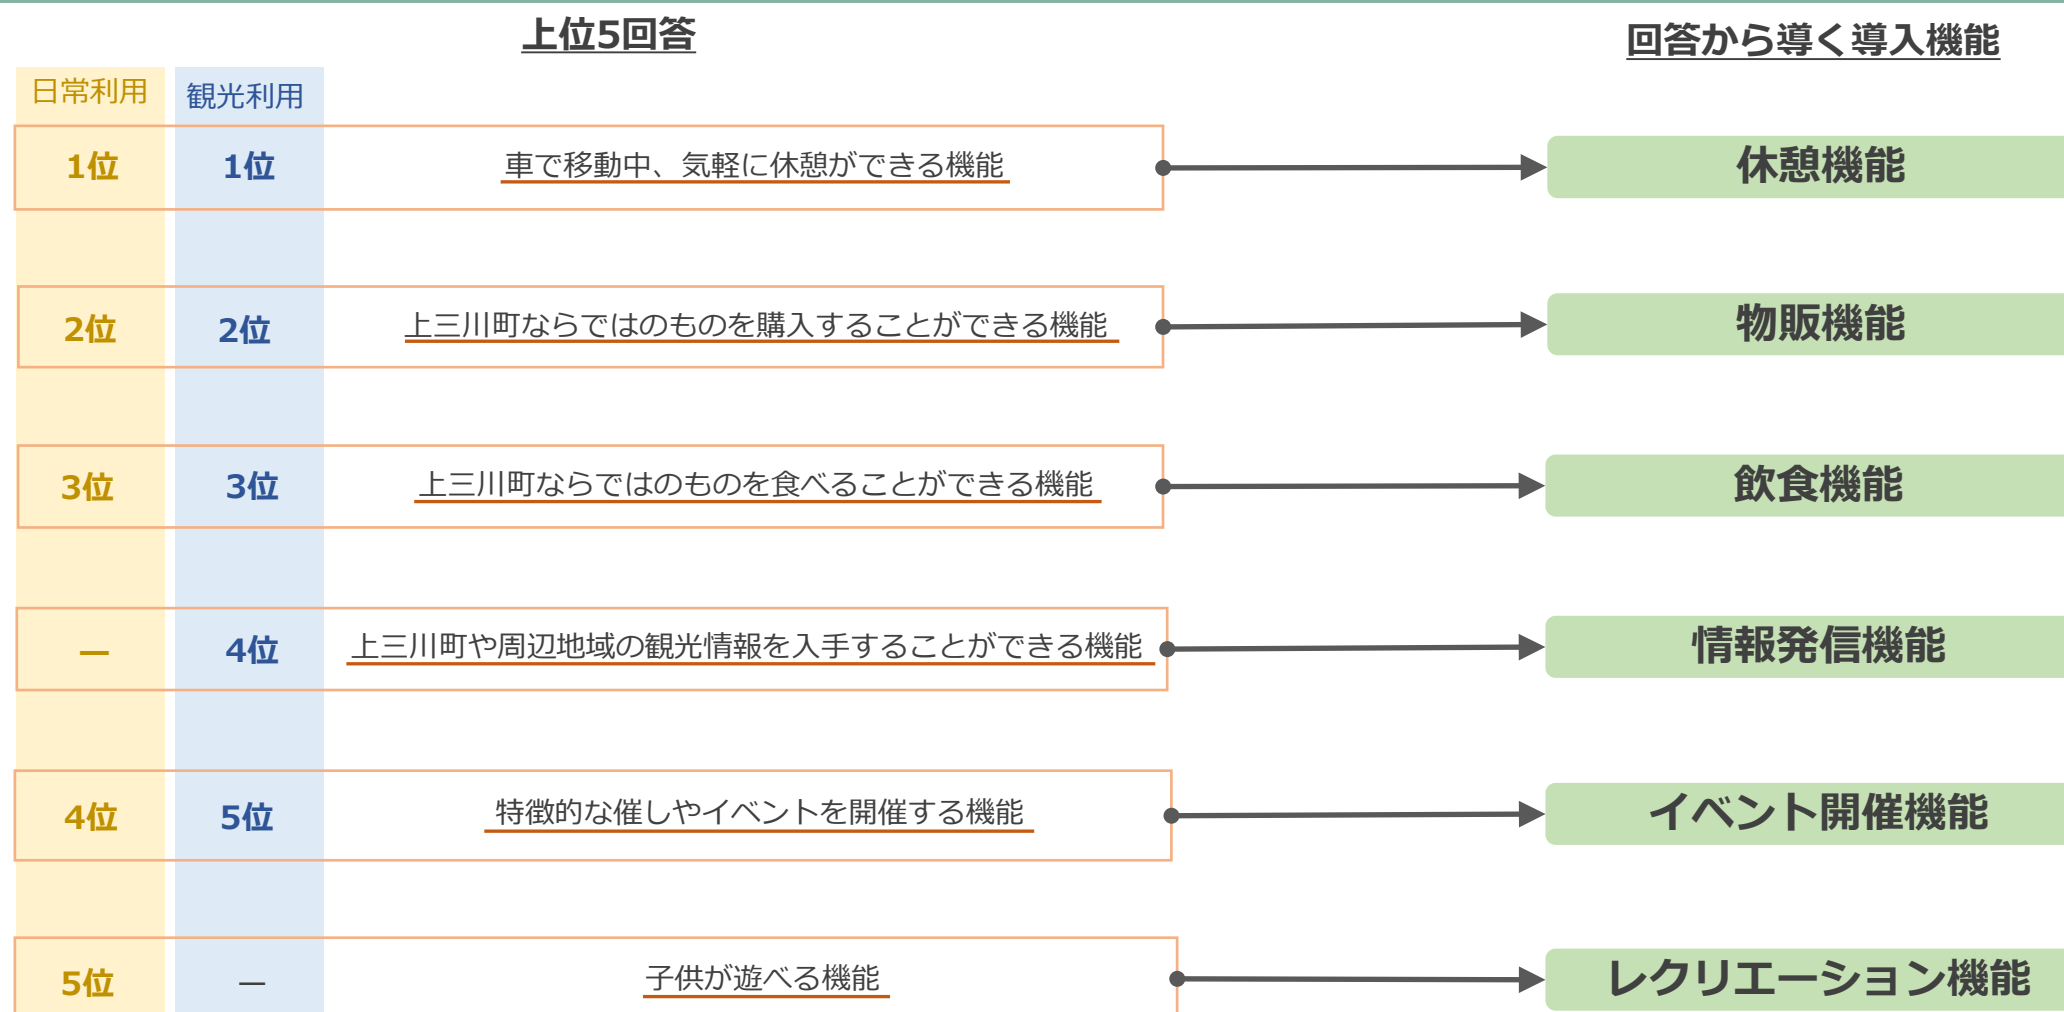 上位5回答
回答から導く導入機能
日常利用
観光利用
1位
1位
車で移動中、気軽に休憩ができる機能
休憩機能
2位
2位
上三川町ならではのものを購入することができる機能
物販機能
3位
3位
上三川町ならではのものを食べることができる機能
飲食機能
―
4位
上三川町や周辺地域の観光情報を入手することができる機能
情報発信機能
4位
5位
特徴的な催しやイベントを開催する機能
イベント開催機能
5位
―
子供が遊べる機能
レクリエーション機能